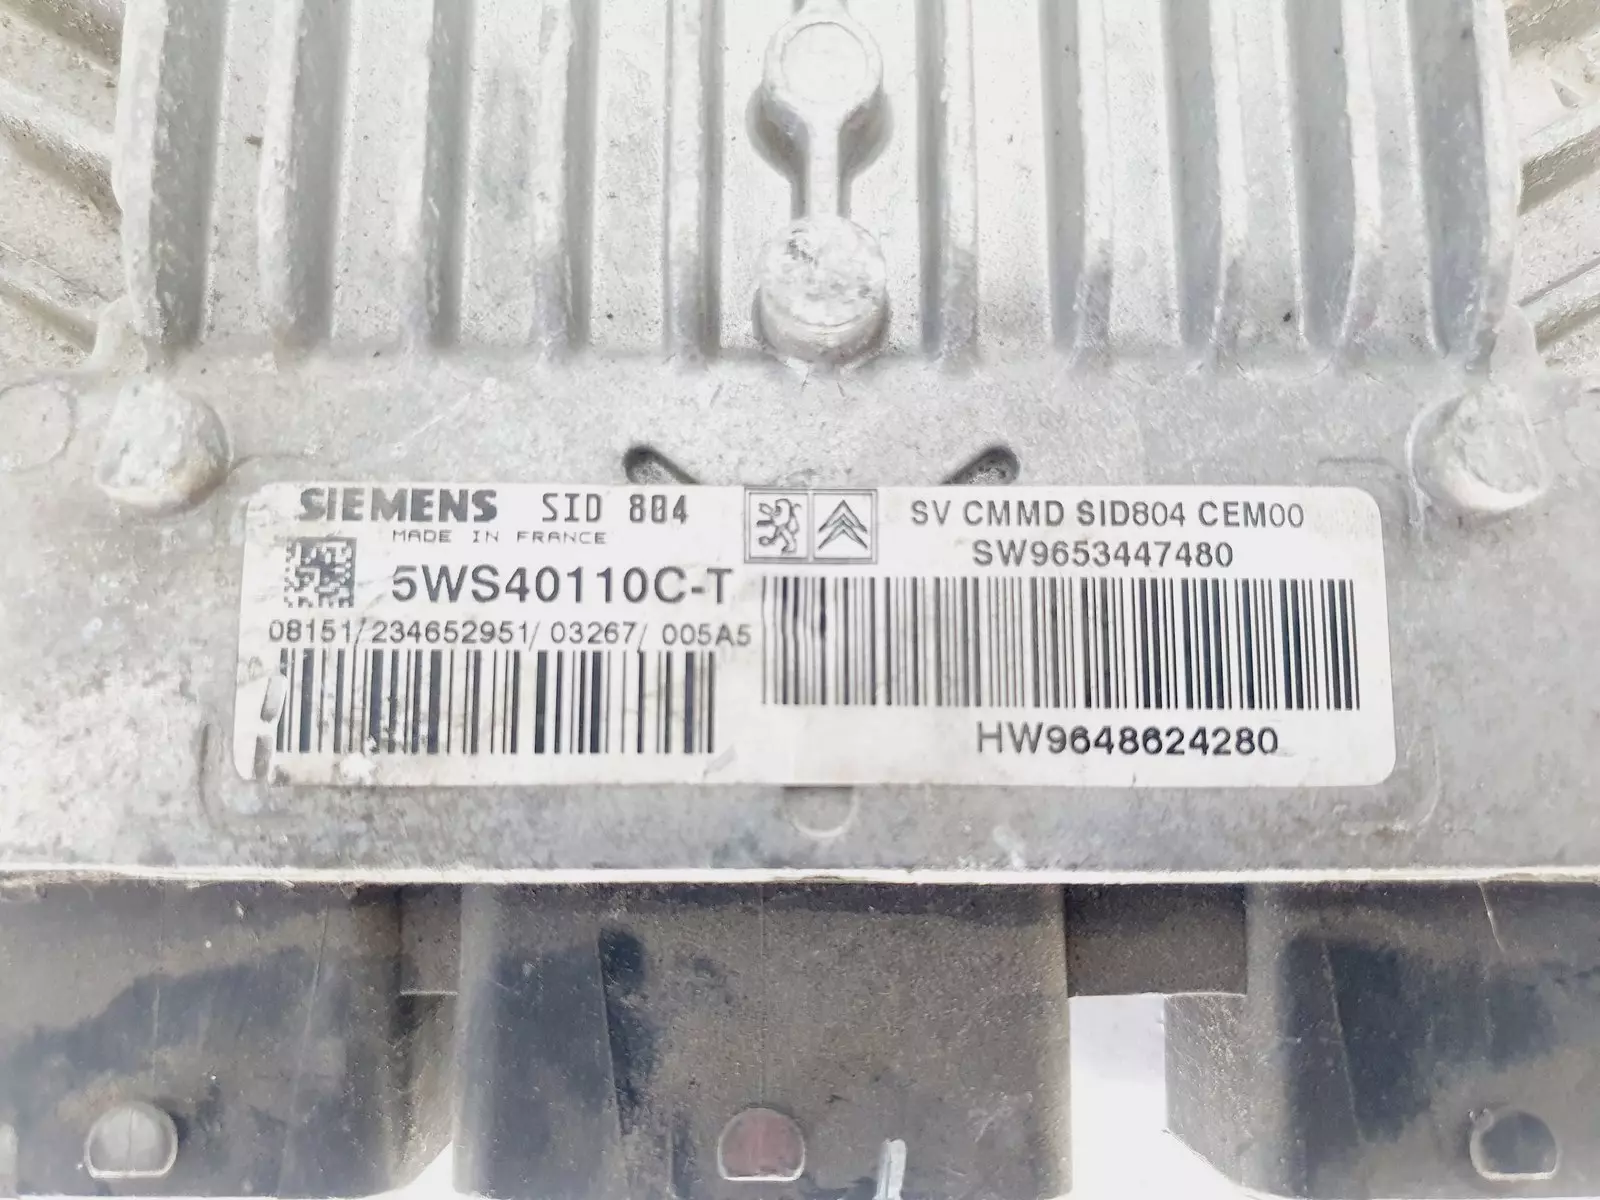 SIEMENS SID 804
MADE IN FRANCE
5WS40110C-T
08151/234652951/03267/005A5
SV CMMD SID804 CEM00
SW9653447480
HW9648624280